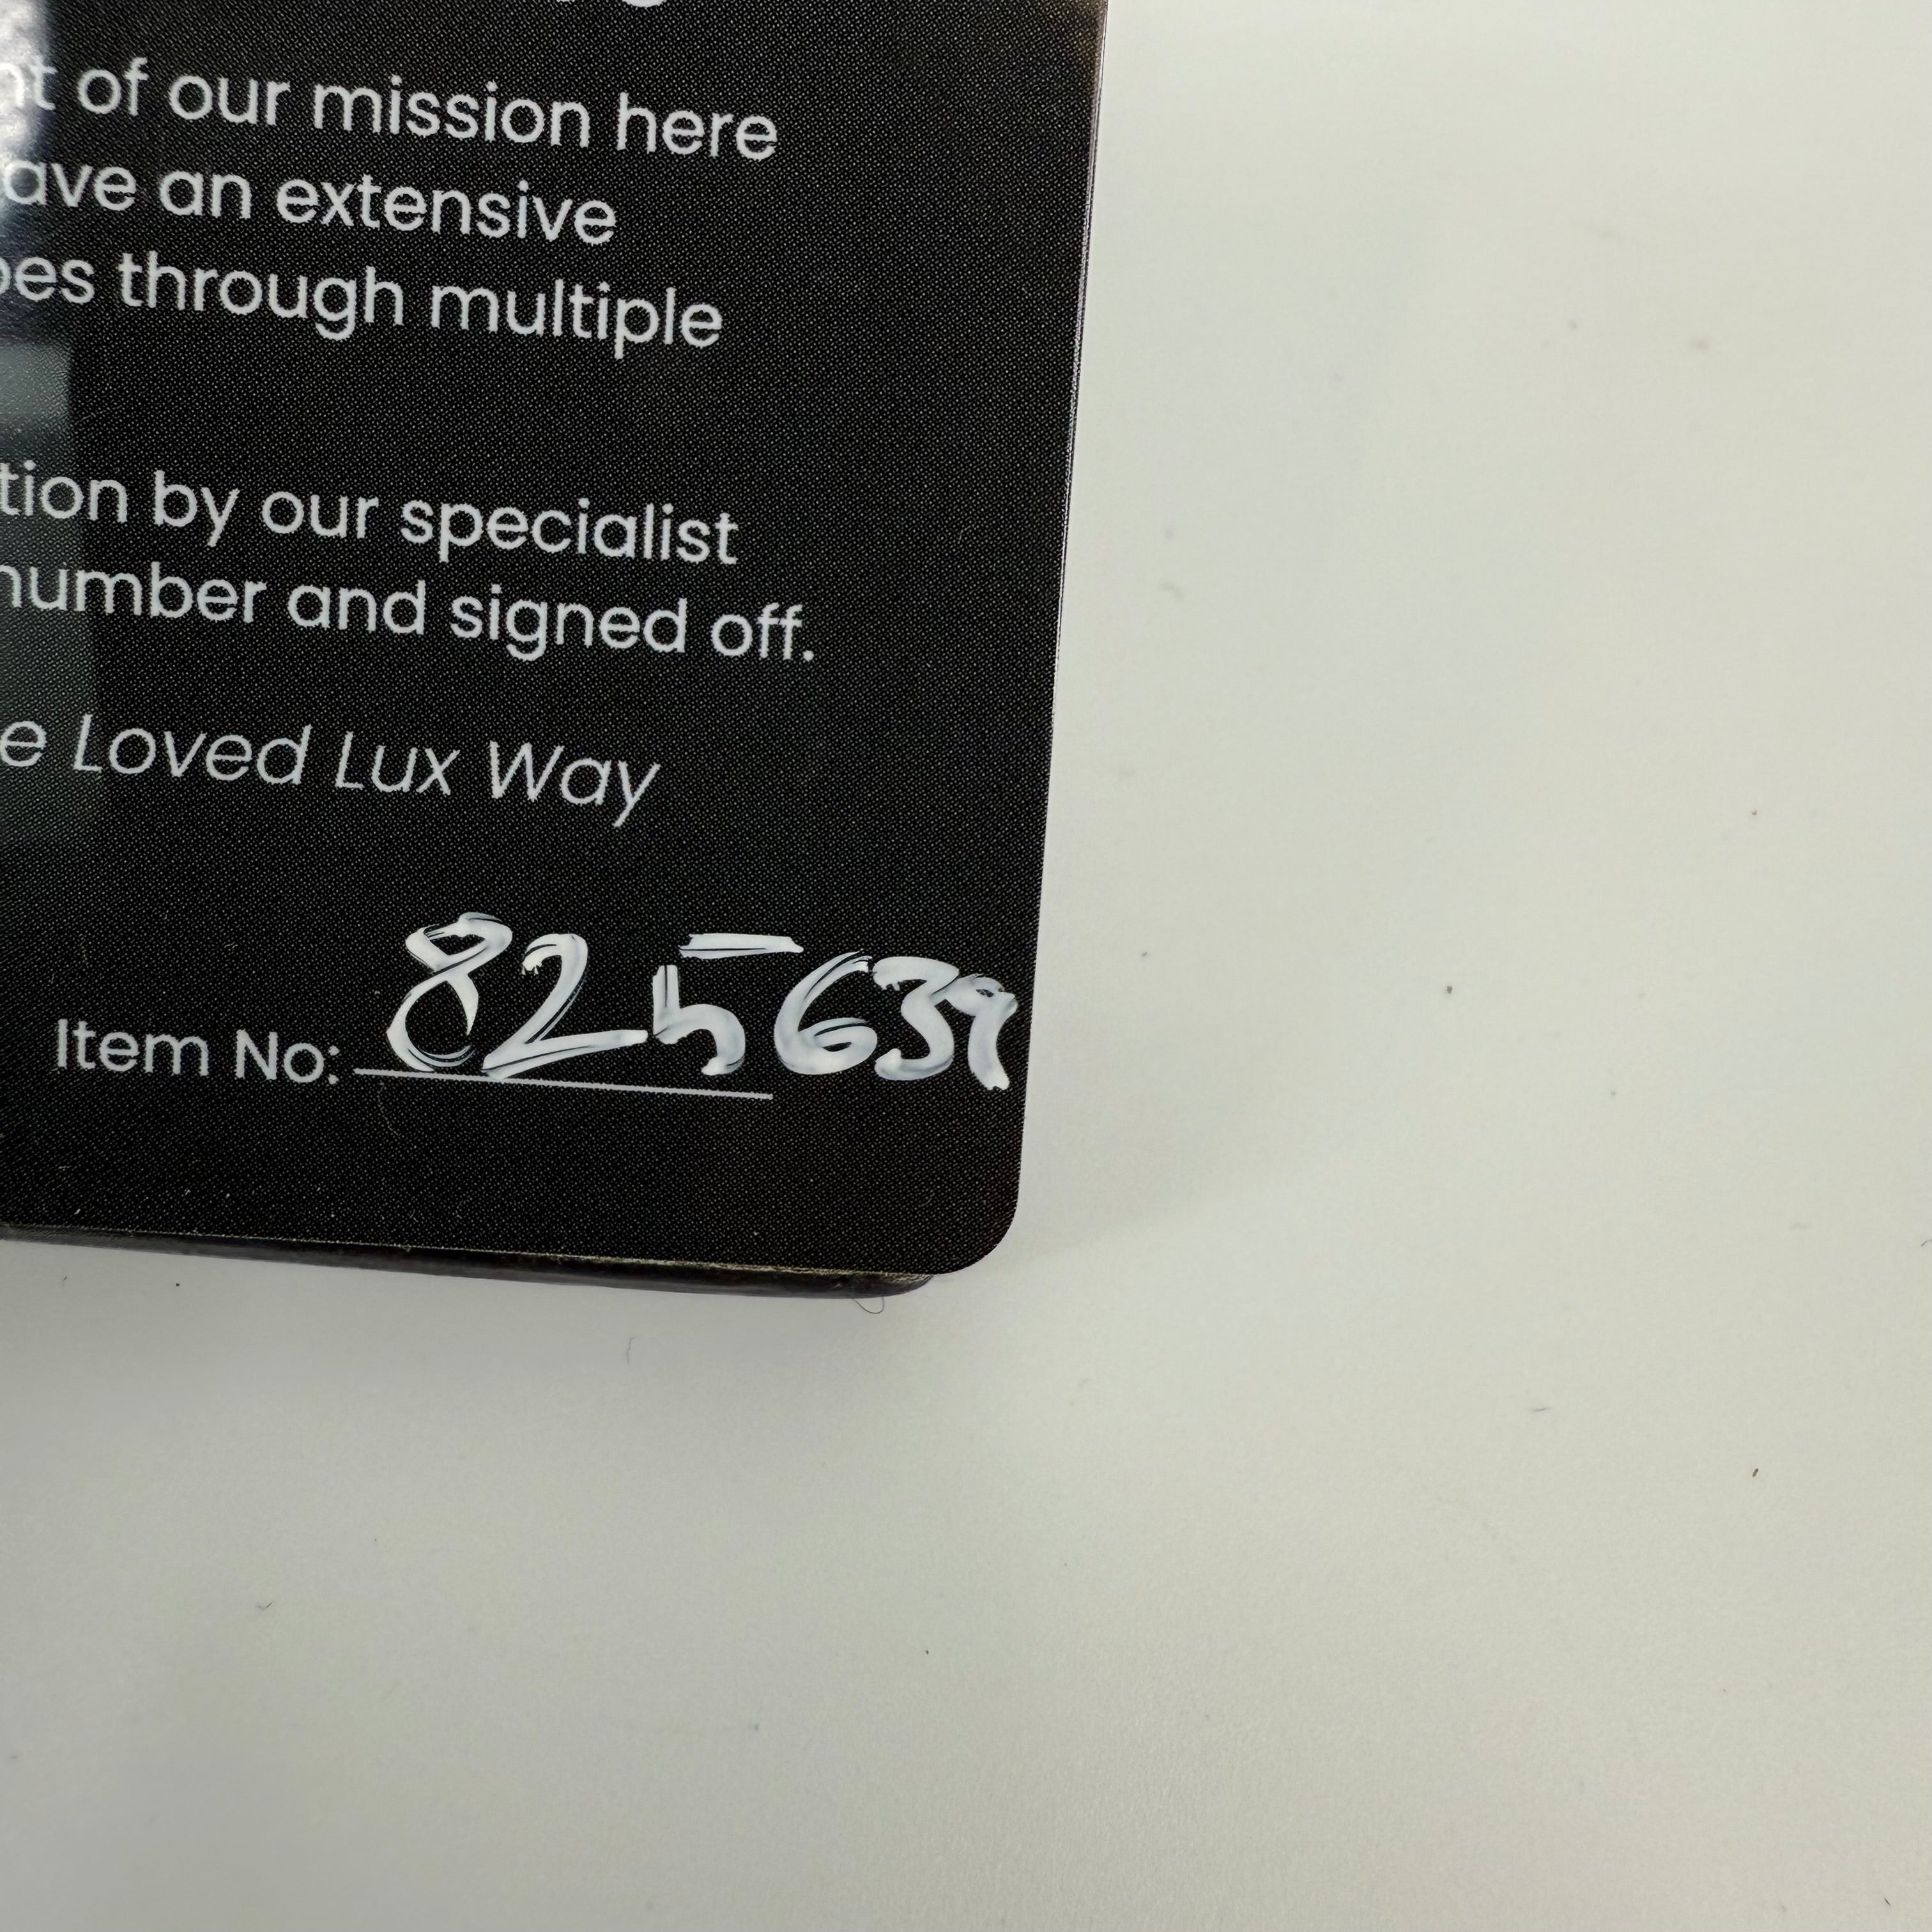 of our mission here
ave an extensive
through multiple
tion by our specialist
number and signed off.
e Loved Lux Way
Item No: 825639